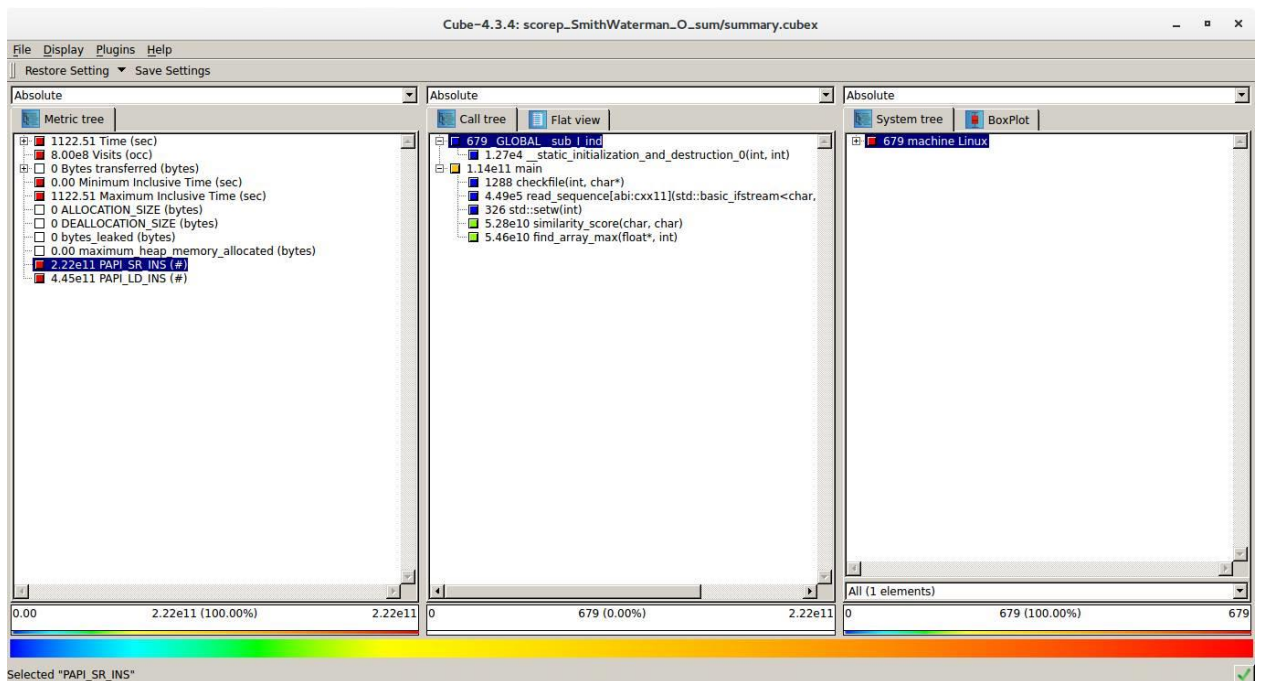 Cube-4.3.4: scorep_SmithWaterman_O_sum/summary.cubex
File Display Plugins Help
Restore Setting Save Settings
Absolute
Metric tree
1122.51 Time (sec)
8.00e8 Visits (occ)
0 Bytes transferred (bytes)
0.00 Minimum Inclusive Time (sec)
1122.51 Maximum Inclusive Time (sec)
0 ALLOCATION_SIZE (bytes)
0 DEALLOCATION_SIZE (bytes)
0 bytes_leaked (bytes)
0.00 maximum_heap_memory_allocated (bytes)
2.22e11 PAPI_SR_INS (#)
4.45e11 PAPI_LD_INS (#)
0.00 2.22e11 (100.00%) 2.22e11
Absolute
Call tree Flat view
679 _GLOBAL__sub_I_ind
1.27e4 __static_initialization_and_destruction_0(int, int)
1.14e11 main
1288 checkfile(int, char*)
4.49e5 read_sequence[abi:cxx11](std::basic_ifstream<char,
326 std::setw(int)
5.28e10 similarity_score(char, char)
5.46e10 find_array_max(float*, int)
0 679 (0.00%) 2.22e11
Absolute
System tree BoxPlot
679 machine Linux
All (1 elements)
0 679 (100.00%) 679
Selected "PAPI_SR_INS"